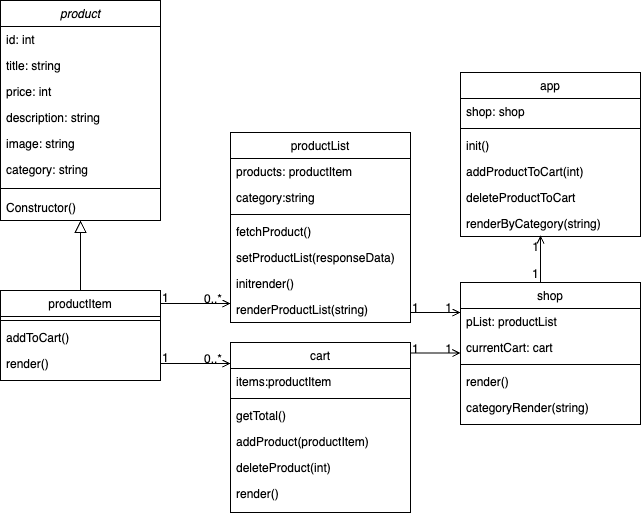 product
id: int
title: string
price: int
description: string
image: string
category: string
Constructor()
productItem
addToCart()
render()
1
0..*
1
0..*
productList
products: productItem
category:string
fetchProduct()
setProductList(responseData)
initrender()
renderProductList(string)
1
1
cart
items:productItem
getTotal()
addProduct(productItem)
deleteProduct(int)
render()
1
1
app
shop: shop
init()
addProductToCart(int)
deleteProductToCart
renderByCategory(string)
1
1
shop
pList: productList
currentCart: cart
render()
categoryRender(string)